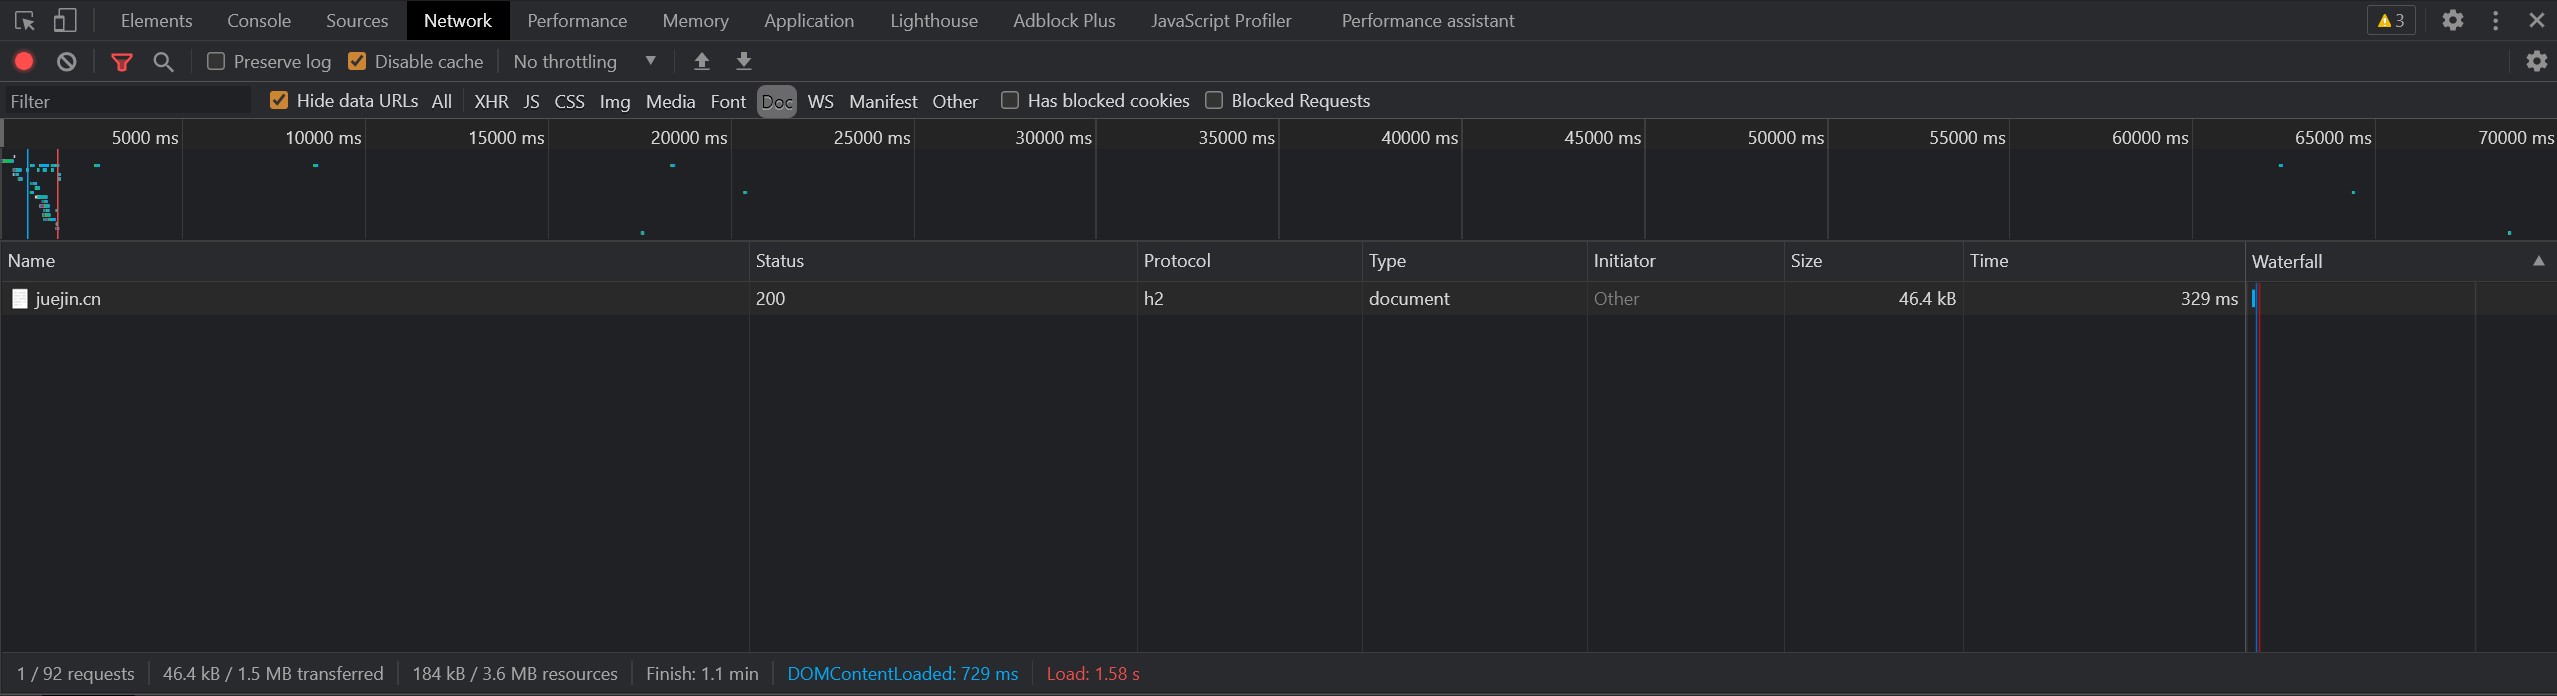 Elements Console Sources Network Performance Memory Application Lighthouse Adblock Plus JavaScript Profiler Performance assistant 3
Preserve log Disable cache No throttling
Filter Hide data URLs All XHR JS CSS Img Media Font Doc WS Manifest Other Has blocked cookies Blocked Requests
5000 ms 10000 ms 15000 ms 20000 ms 25000 ms 30000 ms 35000 ms 40000 ms 45000 ms 50000 ms 55000 ms 60000 ms 65000 ms 70000 ms
Name Status Protocol Type Initiator Size Time Waterfall
juejin.cn 200 h2 document Other 46.4 kB 329 ms
1 / 92 requests 46.4 kB / 1.5 MB transferred 184 kB / 3.6 MB resources Finish: 1.1 min DOMContentLoaded: 729 ms Load: 1.58 s